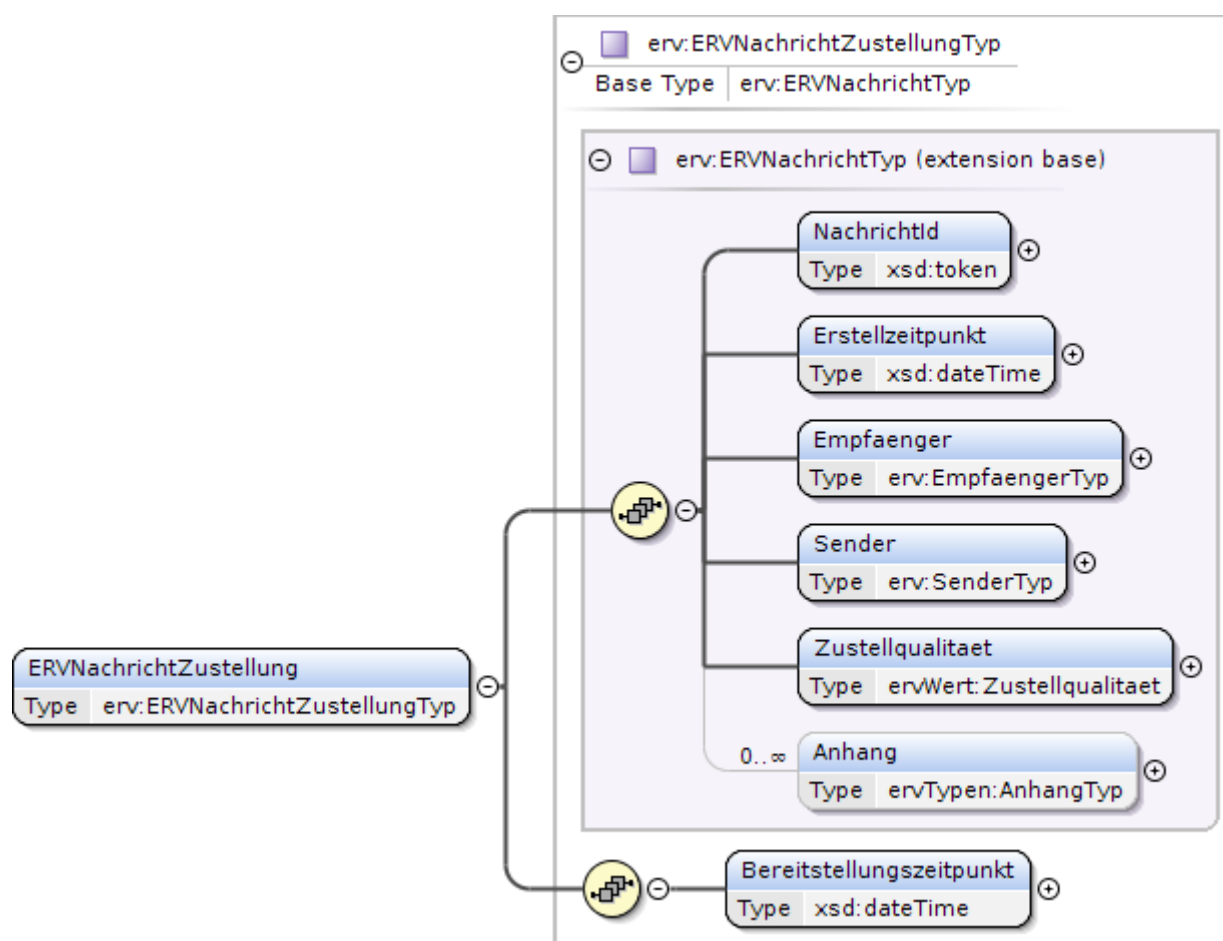 erv:ERVNachrichtZustellungTyp
Base Type erv:ERVNachrichtTyp
erv:ERVNachrichtTyp (extension base)
NachrichtId
Type xsd:token
Erstellzeitpunkt
Type xsd:dateTime
Empfaenger
Type erv:EmpfaengerTyp
Sender
Type erv:SenderTyp
Zustellqualitaet
Type ervWert:Zustellqualitaet
ERVNachrichtZustellung
Type erv:ERVNachrichtZustellungTyp
0..∞
Anhang
Type ervTypen:AnhangTyp
Bereitstellungszeitpunkt
Type xsd:dateTime